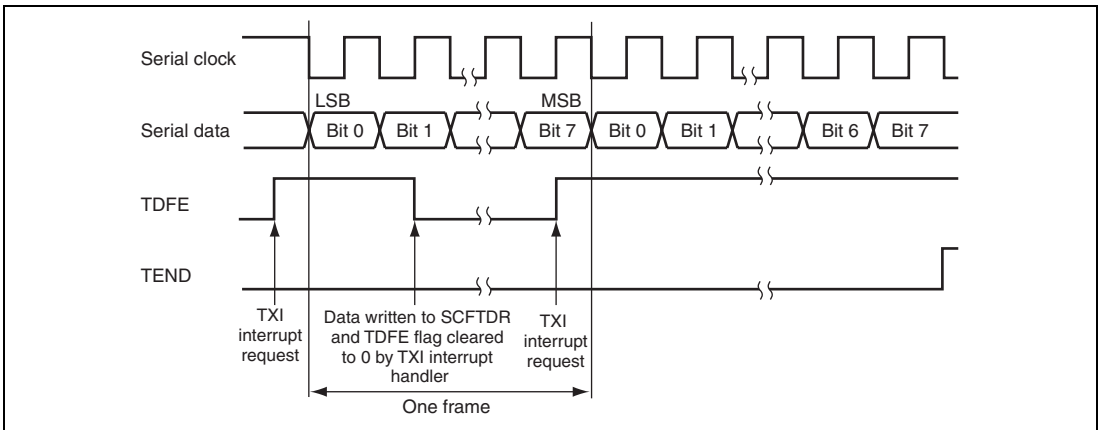 Serial clock
LSB
MSB
Serial data
Bit 0
Bit 1
Bit 7
Bit 0
Bit 1
Bit 6
Bit 7
TDFE
TEND
TXI
interrupt
request
Data written to SCFTDR
and TDFE flag cleared
to 0 by TXI interrupt
handler
TXI
interrupt
request
One frame